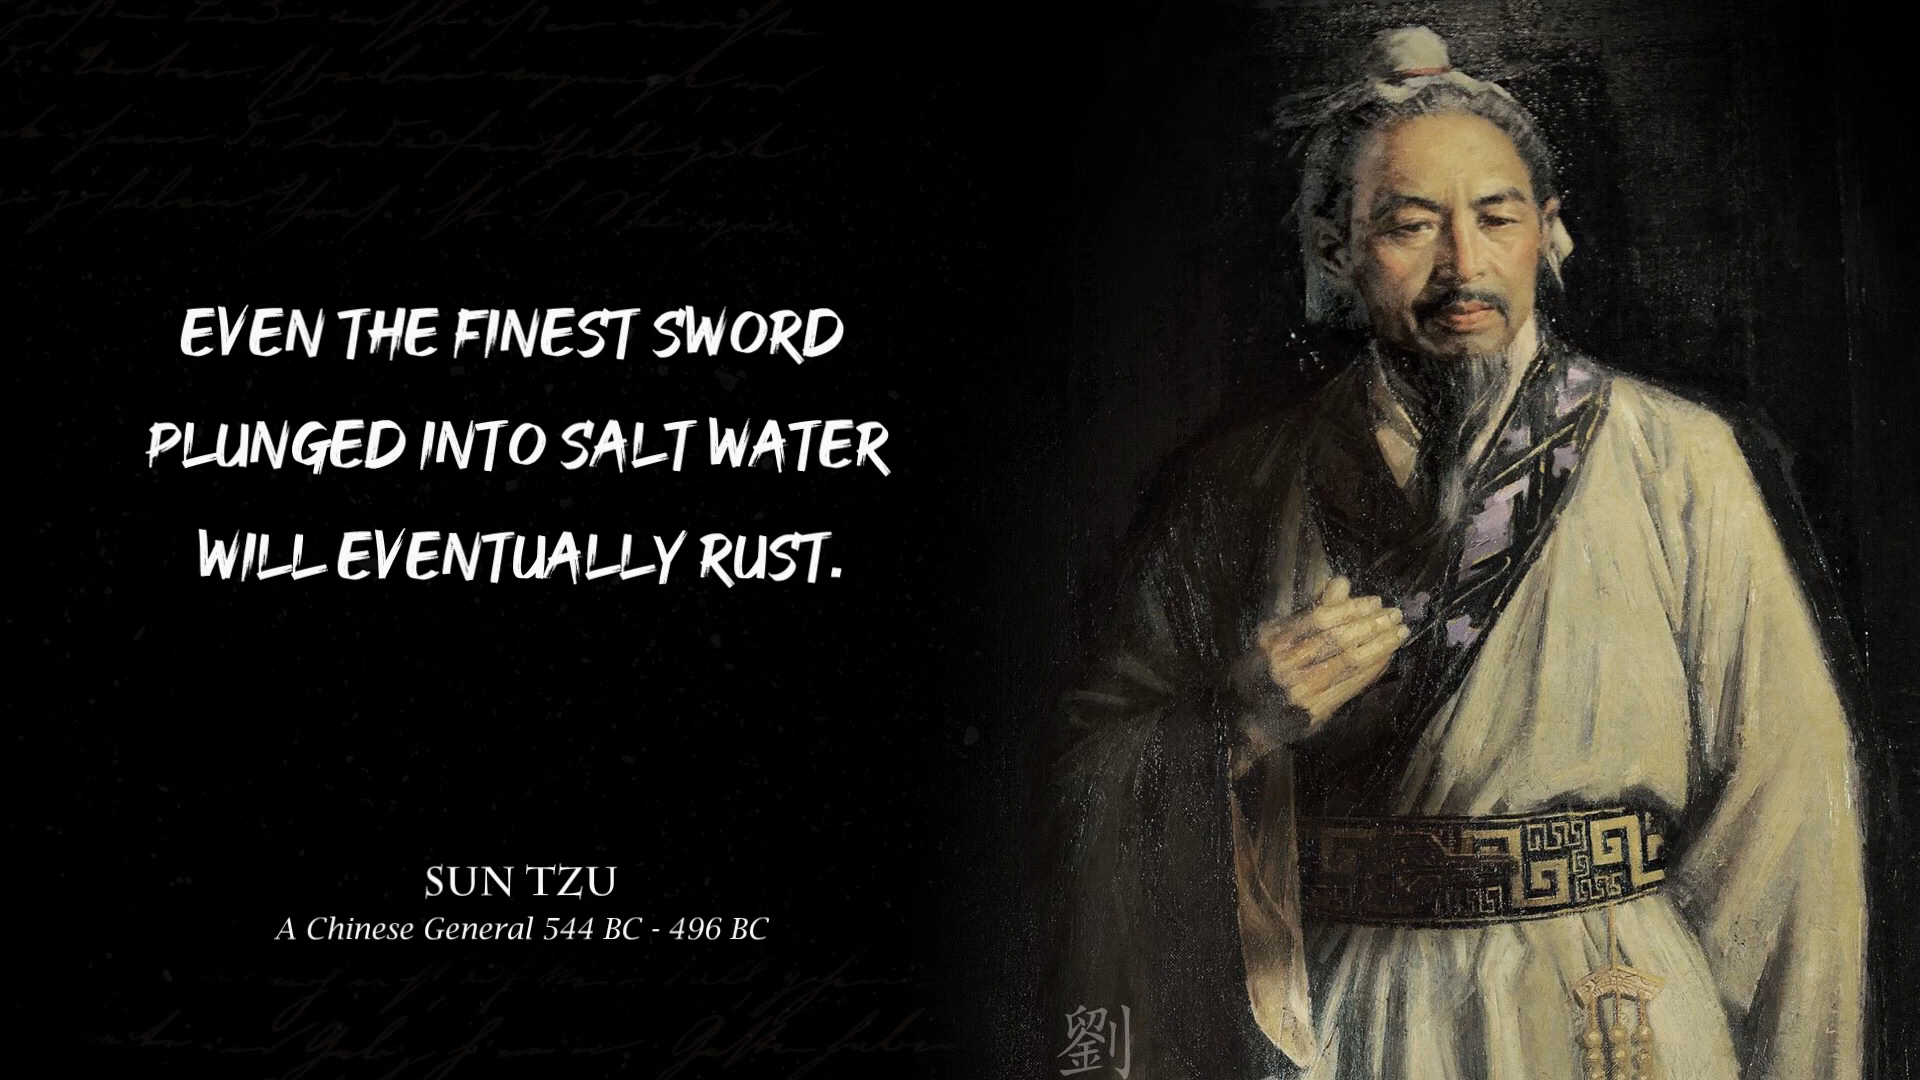 EVEN THE FINEST SWORD
PLUNGED INTO SALT WATER
WILL EVENTUALLY RUST.
SUN TZU
A Chinese General 544 BC - 496 BC
劉